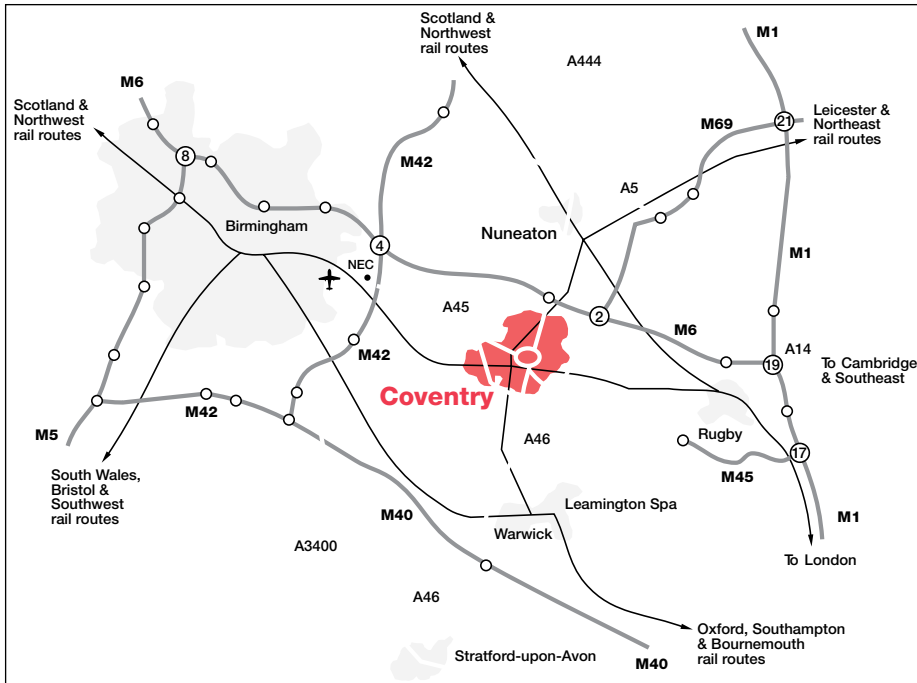 Scotland &
Northwest
rail routes
M1
A444
M6
Scotland &
Northwest
rail routes
Leicester &
Northeast
rail routes
M69
21
8
M42
A5
Birmingham
Nuneaton
4
NEC
M1
A45
2
M6
A14
M42
19
To Cambridge
& Southeast
Coventry
M42
M5
A46
Rugby
17
M45
South Wales,
Bristol &
Southwest
rail routes
Leamington Spa
M40
Warwick
M1
A3400
To London
A46
Oxford, Southampton
& Bournemouth
rail routes
Stratford-upon-Avon
M40